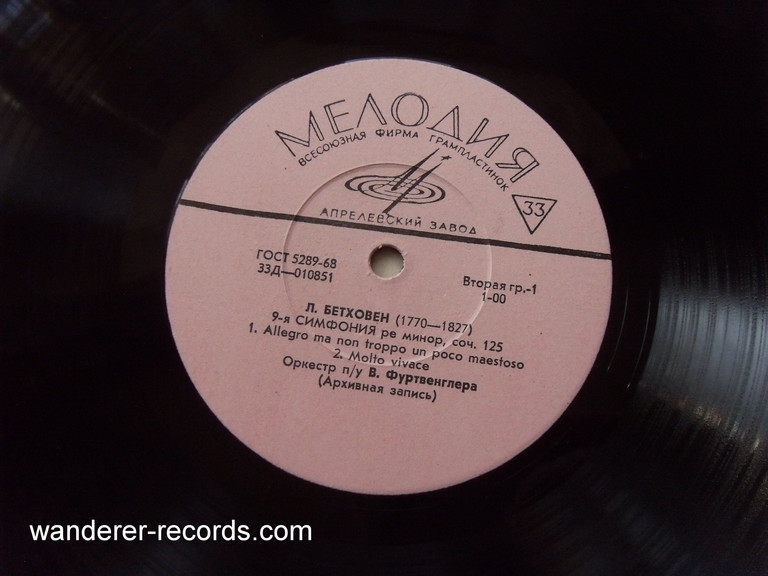 МЕЛОДИЯ
ВСЕСОЮЗНАЯ ФИРМА ГРАМПЛАСТИНОК
33
АПРЕЛЕВСКИЙ ЗАВОД
ГОСТ 5289-68
33Д—010851
Вторая гр.-1
1-00
Л. БЕТХОВЕН (1770—1827)
9-я СИМФОНИЯ ре минор, соч. 125
1. Allegro ma non troppo un poco maestoso
2. Molto vivace
Оркестр п/у В. Фуртвенглера
(Архивная запись)
wanderer-records.com